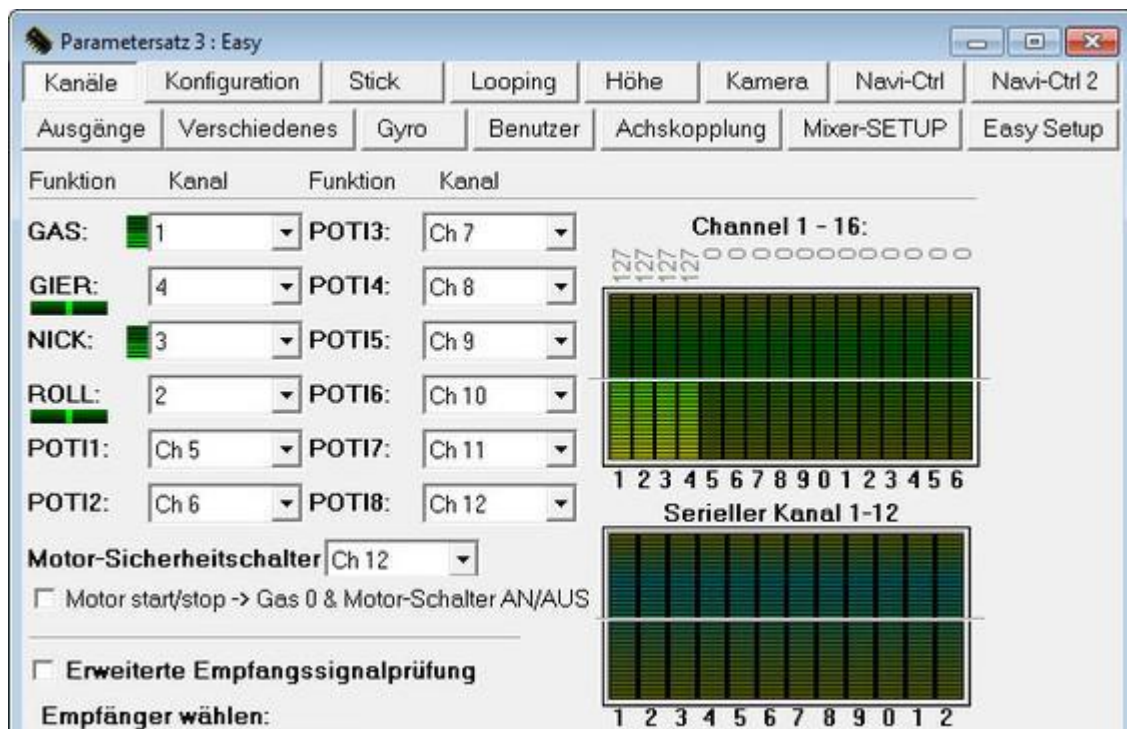 Parametersatz 3 : Easy
Kanäle Konfiguration Stick Looping Höhe Kamera Navi-Ctrl Navi-Ctrl 2
Ausgänge Verschiedenes Gyro Benutzer Achskopplung Mixer-SETUP Easy Setup
Funktion Kanal Funktion Kanal
GAS: 1 POTI3: Ch 7
GIER: 4 POTI4: Ch 8
NICK: 3 POTI5: Ch 9
ROLL: 2 POTI6: Ch 10
POTI1: Ch 5 POTI7: Ch 11
POTI2: Ch 6 POTI8: Ch 12
Motor-Sicherheitschalter Ch 12
Motor start/stop -> Gas 0 & Motor-Schalter AN/AUS
Erweiterte Empfangssignalprüfung
Empfänger wählen:
Channel 1 - 16:
127 127 127 127 0 0 0 0 0 0 0 0 0 0 0 0
1 2 3 4 5 6 7 8 9 0 1 2 3 4 5 6
Serieller Kanal 1-12
1 2 3 4 5 6 7 8 9 0 1 2